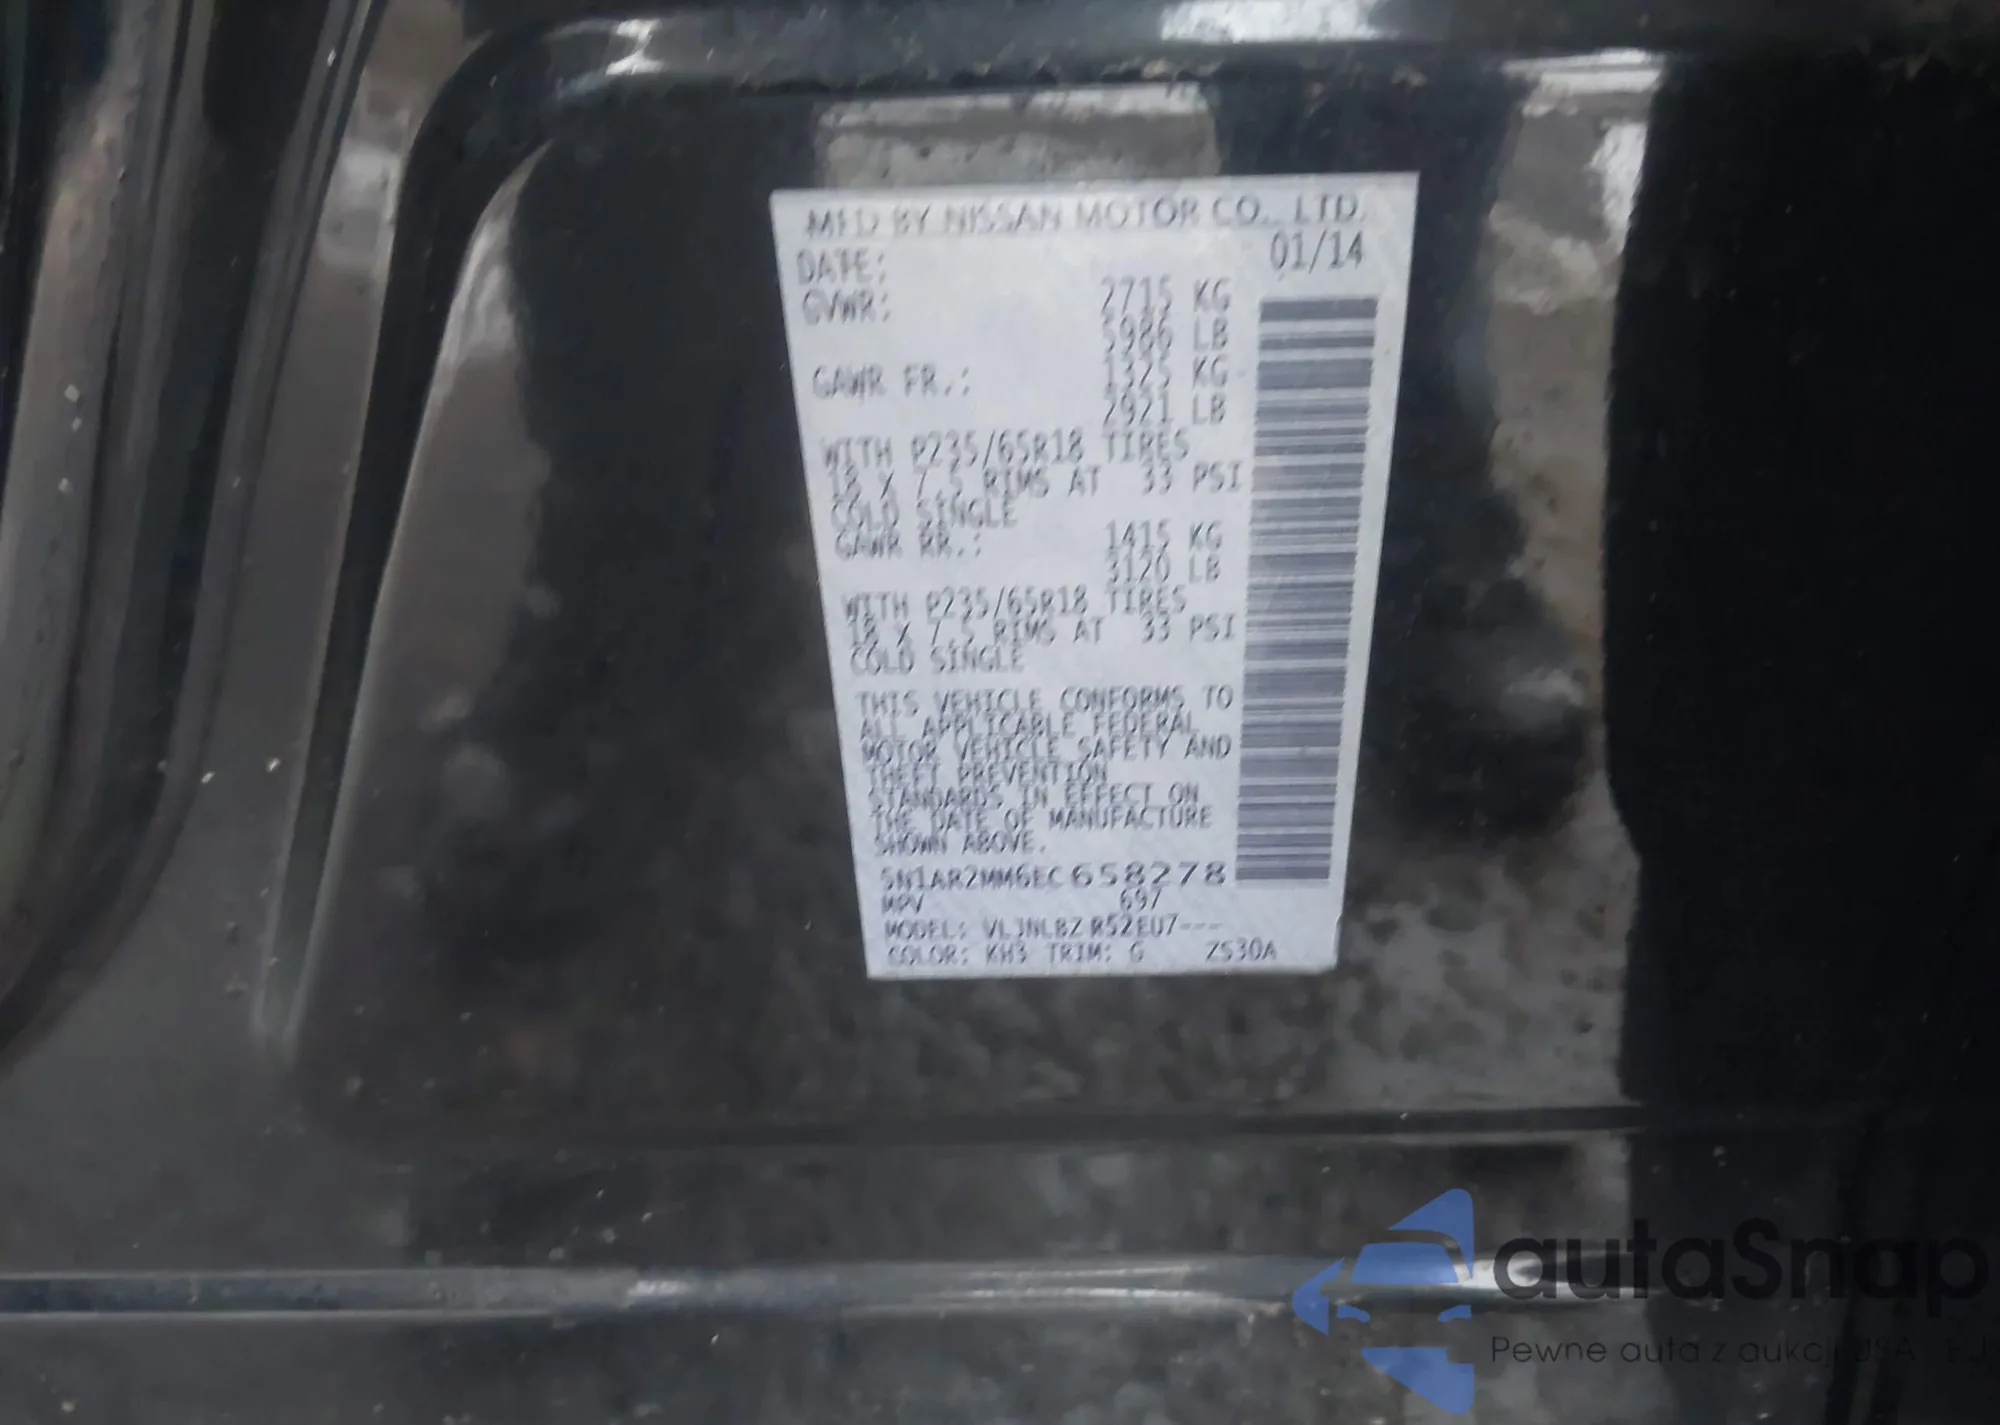 MFD BY NISSAN MOTOR CO., LTD.
DATE: 01/14
GVWR: 2715 KG
5986 LB
GAWR FR.: 1325 KG
2921 LB
WITH P235/65R18 TIRES
18 X 7.5 RIMS AT 33 PSI
COLD SINGLE
GAWR RR.: 1415 KG
3120 LB
WITH P235/65R18 TIRES
18 X 7.5 RIMS AT 33 PSI
COLD SINGLE
THIS VEHICLE CONFORMS TO
ALL APPLICABLE FEDERAL
MOTOR VEHICLE SAFETY AND
THEFT PREVENTION
STANDARDS IN EFFECT ON
THE DATE OF MANUFACTURE
SHOWN ABOVE.
5N1AR2MM6EC658278
MPV 697
MODEL: VLJNLBZ R52EU7---
COLOR: KH3 TRIM: G ZS30A
autaSnap
Pewne auta z aukcji USA